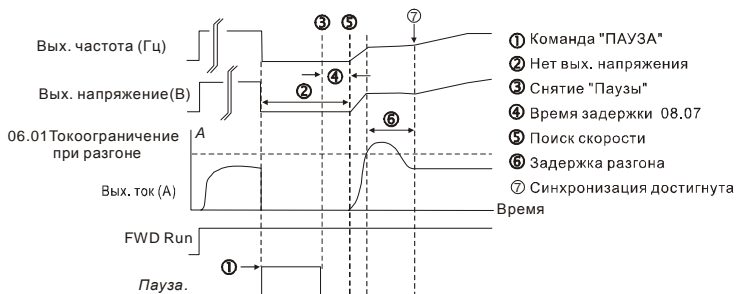 Вых. частота (Гц)
Вых. напряжение(В)
06.01Токоограничение
при разгоне
А
Вых. ток (А)
FWD Run
Пауза.
Время
③ ⑤ ⑦
④
②
⑥
①
① Команда "ПАУЗА"
② Нет вых. напряжения
③ Снятие "Паузы"
④ Время задержки 08.07
⑤ Поиск скорости
⑥ Задержка разгона
⑦ Синхронизация достигнута